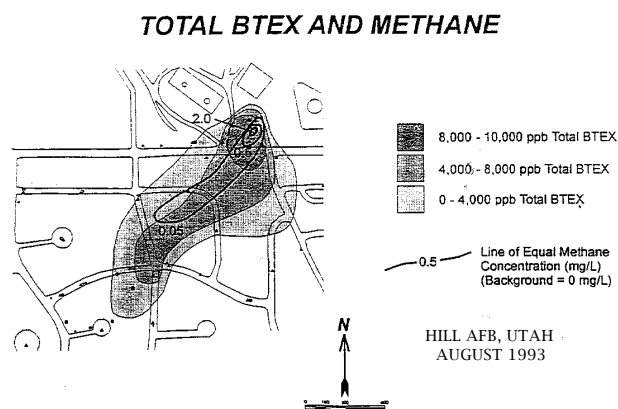 TOTAL BTEX AND METHANE
2.0
0.05
8,000 - 10,000 ppb Total BTEX
4,000 - 8,000 ppb Total BTEX
0 - 4,000 ppb Total BTEX
0.5
Line of Equal Methane
Concentration (mg/L)
(Background = 0 mg/L)
HILL AFB, UTAH
AUGUST 1993
N